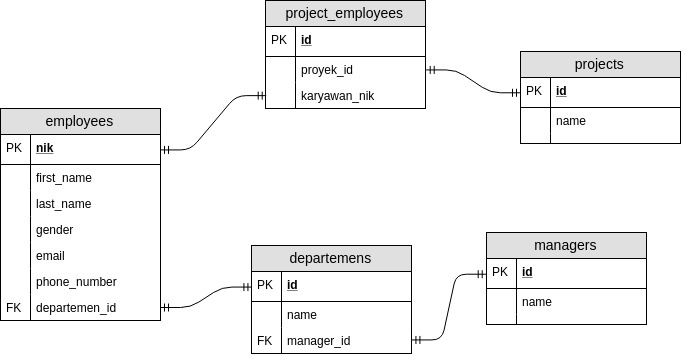 project_employees
PK id
proyek_id
karyawan_nik
projects
PK id
name
employees
PK nik
first_name
last_name
gender
email
phone_number
FK departemen_id
departemens
PK id
name
FK manager_id
managers
PK id
name